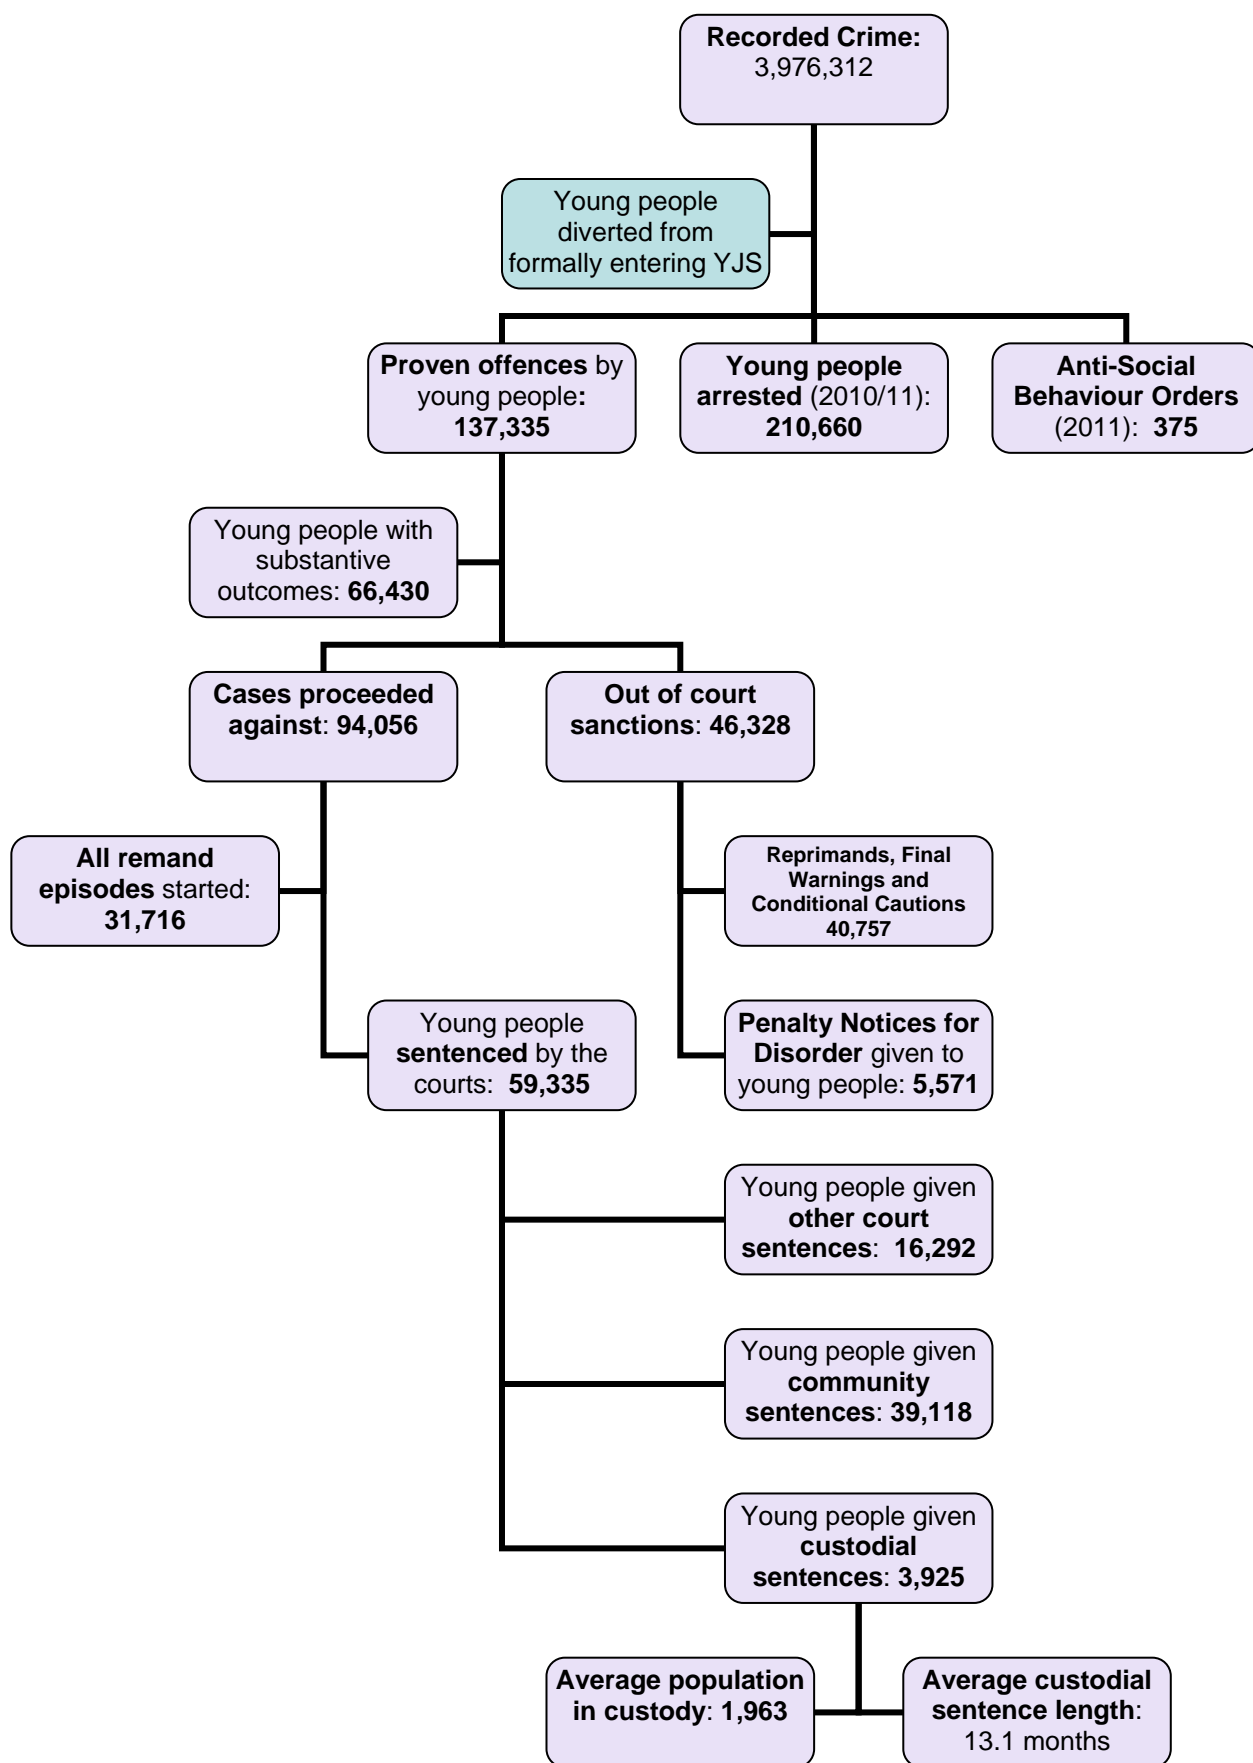 Recorded Crime:
3,976,312
Young people
diverted from
formally entering YJS
Proven offences by
young people:
137,335
Young people
arrested (2010/11):
210,660
Anti-Social
Behaviour Orders
(2011): 375
Young people with
substantive
outcomes: 66,430
Cases proceeded
against: 94,056
Out of court
sanctions: 46,328
All remand
episodes started:
31,716
Reprimands, Final
Warnings and
Conditional Cautions
40,757
Young people
sentenced by the
courts: 59,335
Penalty Notices for
Disorder given to
young people: 5,571
Young people given
other court
sentences: 16,292
Young people given
community
sentences: 39,118
Young people given
custodial
sentences: 3,925
Average population
in custody: 1,963
Average custodial
sentence length:
13.1 months